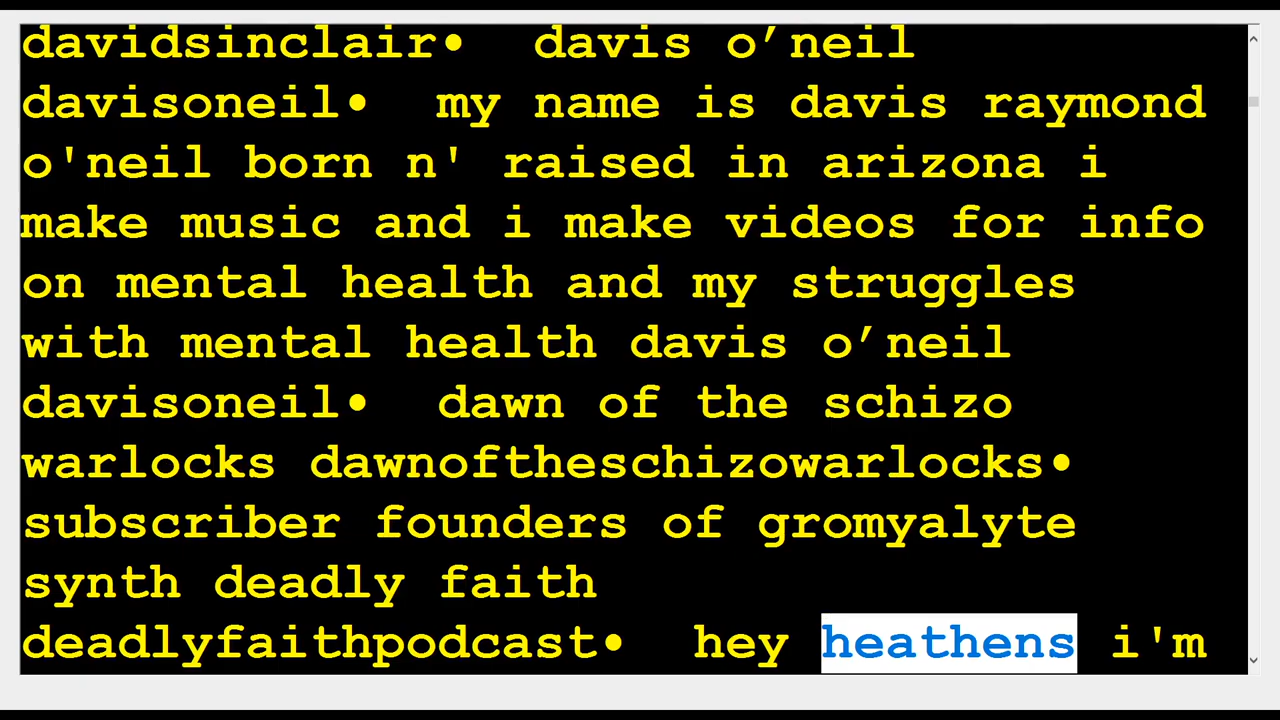 davidsinclair•  davis o’neil
davisoneil•  my name is davis raymond
o'neil born n' raised in arizona i
make music and i make videos for info
on mental health and my struggles
with mental health davis o’neil
davisoneil•  dawn of the schizo
warlocks dawnoftheschizowarlocks•
subscriber founders of gromyalyte
synth deadly faith
deadlyfaithpodcast•  hey heathens i'm